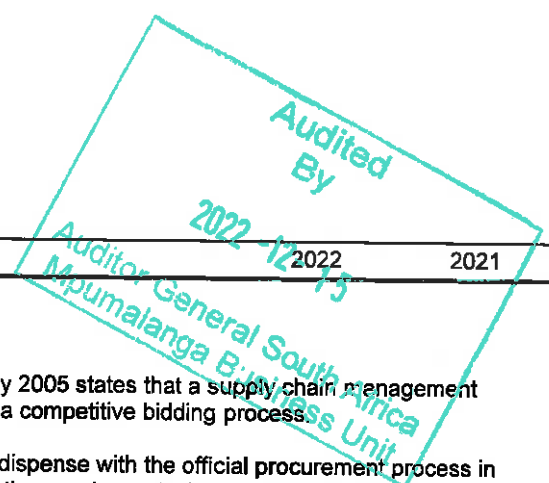 Audited
By
2022 -12- 15
Auditor General South Africa
Mpumalanga Business Unit
2022 2021
y 2005 states that a supply chain management
a competitive bidding process.
dispense with the official procurement process in